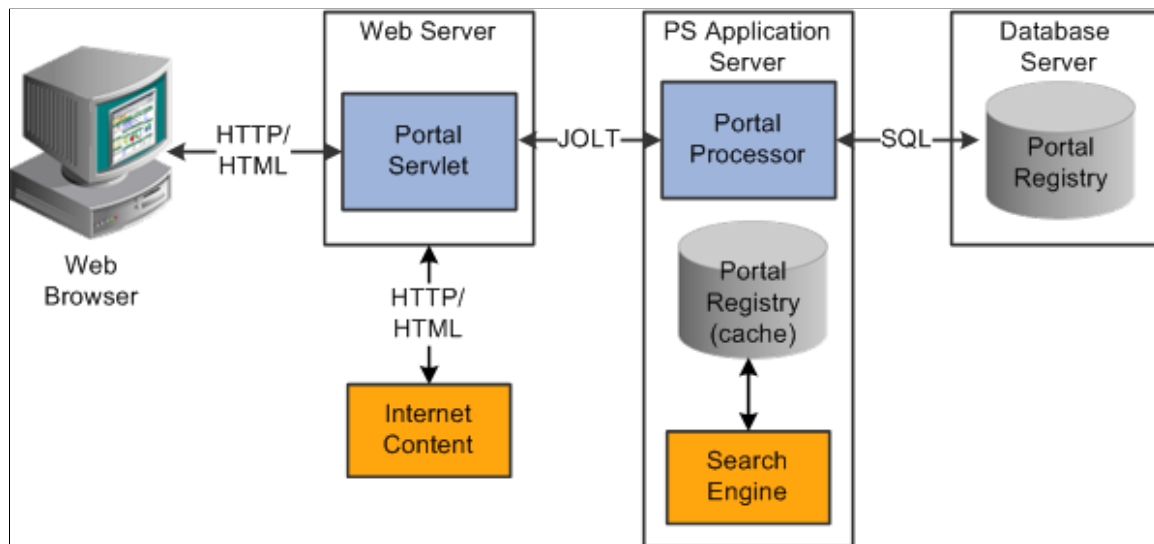 Web Server
PS Application
Server
Database
Server
Portal
Servlet
Portal
Processor
Portal
Registry
HTTP/
HTML
JOLT
SQL
Web
Browser
HTTP/
HTML
Portal
Registry
(cache)
Internet
Content
Search
Engine